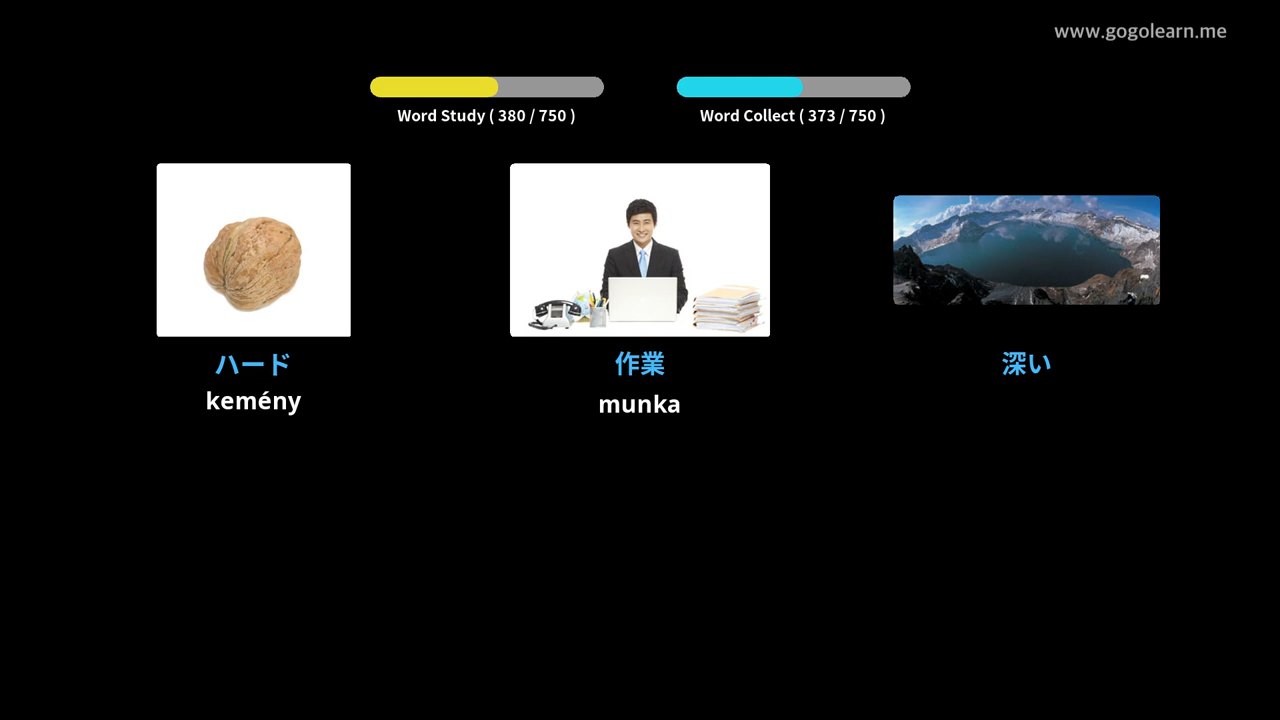 www.gogolearn.me
Word Study ( 380 / 750 )
Word Collect ( 373 / 750 )
ハード
作業
深い
kemény
munka